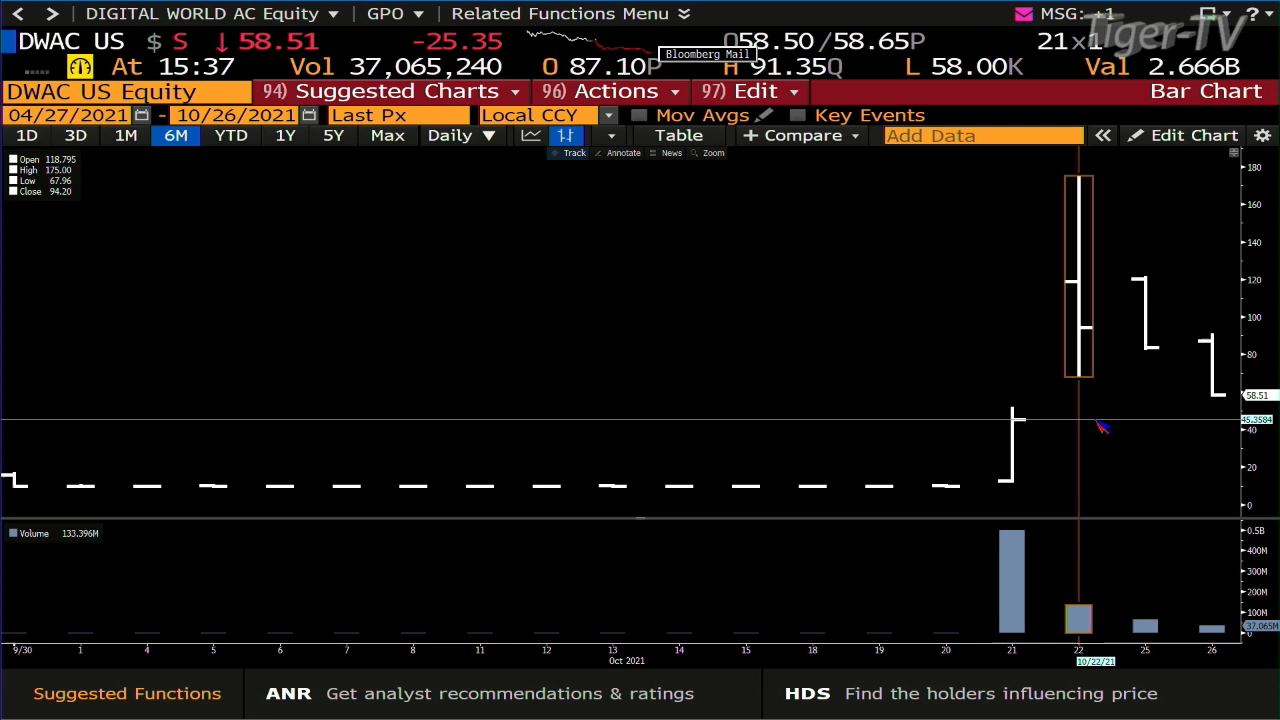 DIGITAL WORLD AC Equity GPO Related Functions Menu MSG: +1 ?
Tiger-TV
DWAC US $ S ↓ 58.51 -25.35 Q58.50/58.65P 21x1
Bloomberg Mail
At 15:37 Vol 37,065,240 O 87.10P H 91.35Q L 58.00K Val 2.666B
DWAC US Equity 94) Suggested Charts 96) Actions 97) Edit Bar Chart
04/27/2021 - 10/26/2021 Last Px Local CCY Mov Avgs Key Events
1D 3D 1M 6M YTD 1Y 5Y Max Daily ▼ Table + Compare Add Data « Edit Chart
Track Annotate News Zoom
Open 118.795
High 175.00
Low 67.96
Close 94.20
180
160
140
120
100
80
58.51
45.3584
40
20
0
Volume 133.396M
0.5B
400M
300M
200M
100M
37.065M
0
9/30 1 4 5 6 7 8 11 12 13 14 15 18 19 20 21 22 25 26
Oct 2021 10/22/21
Suggested Functions ANR Get analyst recommendations & ratings HDS Find the holders influencing price